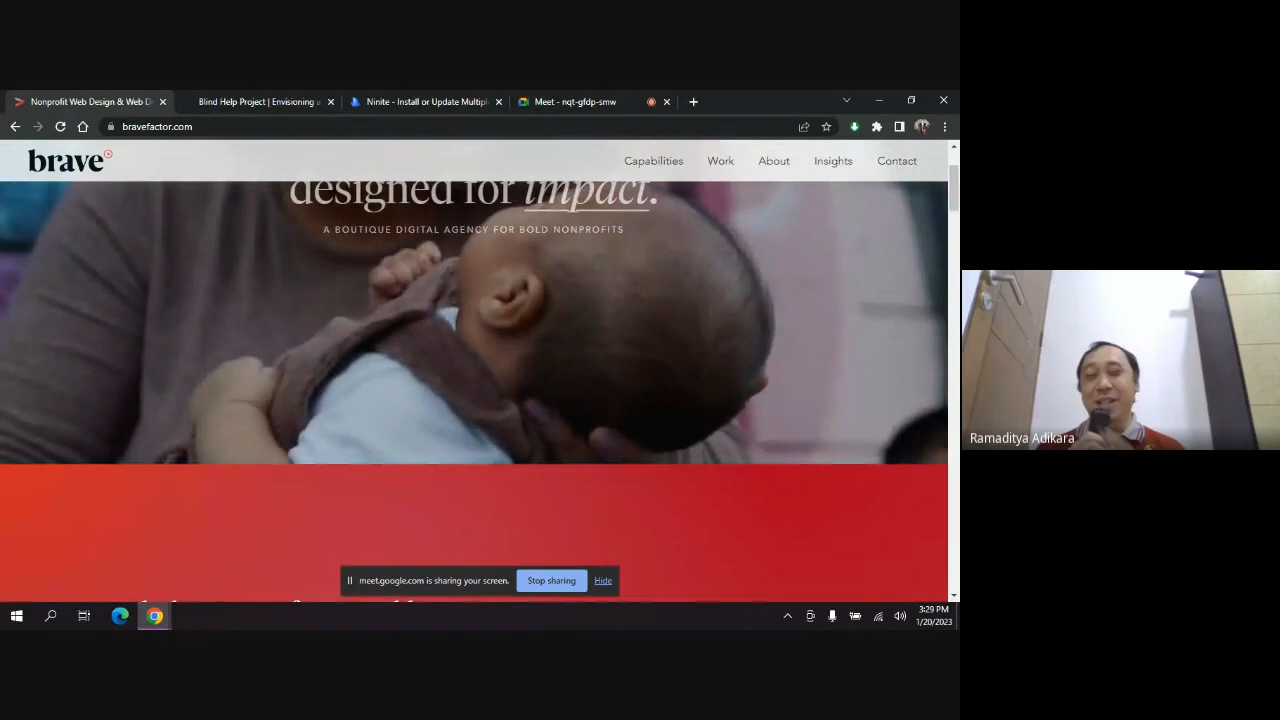 Nonprofit Web Design & Web D
Blind Help Project | Envisioning a
Ninite - Install or Update Multipl
Meet - nqt-gfdp-smw
bravefactor.com
brave
Capabilities
Work
About
Insights
Contact
designed for impact.
A BOUTIQUE DIGITAL AGENCY FOR BOLD NONPROFITS
Ramaditya Adikara
meet.google.com is sharing your screen.
Stop sharing
Hide
3:29 PM
1/20/2023